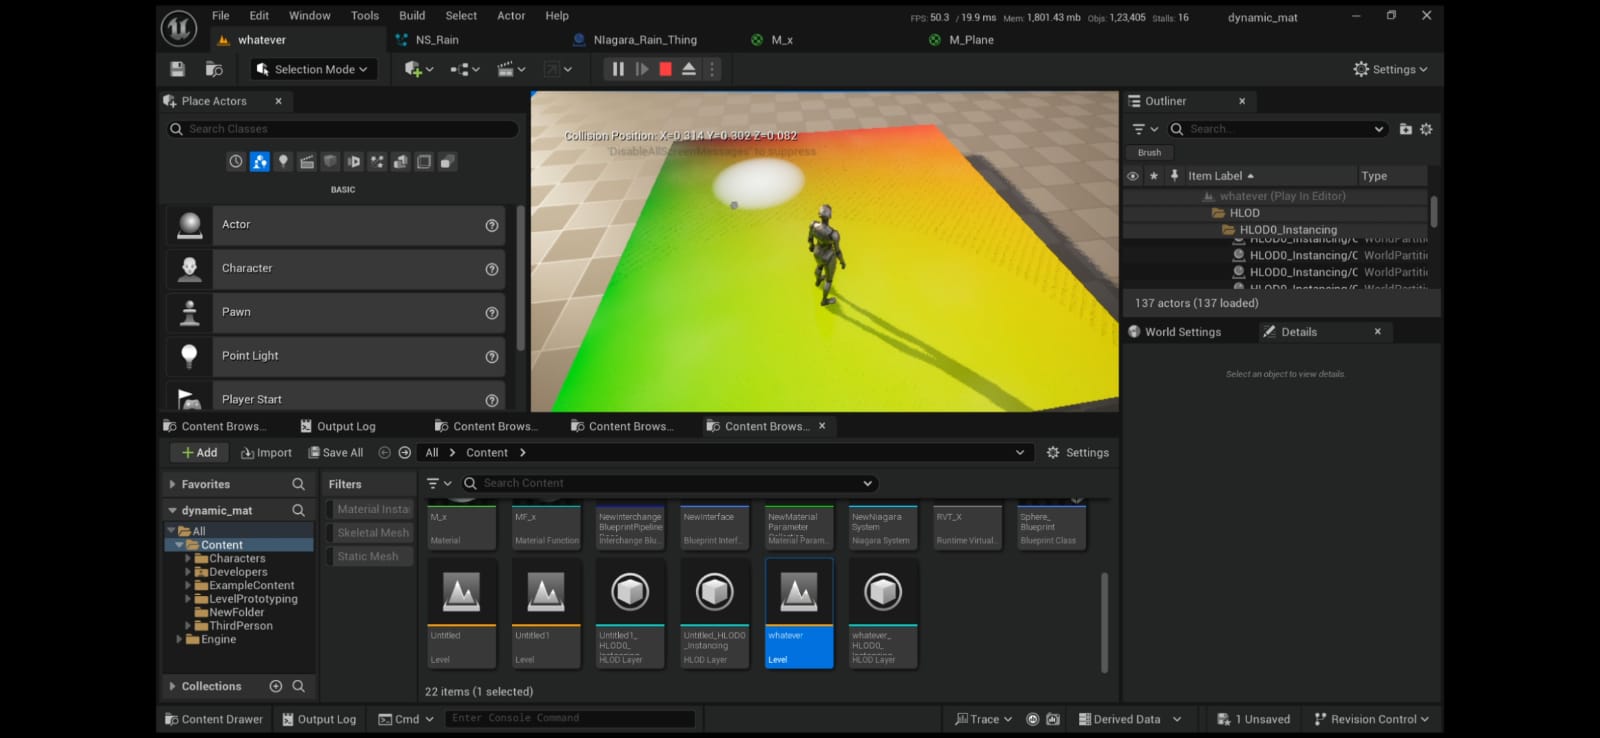 File Edit Window Tools Build Select Actor Help
FPS: 50.3 / 19.9 ms Mem: 1,801.43 mb Objs: 1,23,405 Stalls: 16
dynamic_mat
whatever
NS_Rain
NIagara_Rain_Thing
M_x
M_Plane
Selection Mode
Settings
Place Actors
Search Classes
BASIC
Actor
Character
Pawn
Point Light
Player Start
Collision Position: X=0.314 Y=0.302 Z=0.082
'DisableAllScreenMessages' to suppress
Outliner
Search...
Brush
Item Label Type
whatever (Play In Editor)
HLOD
HLOD0_Instancing
HLOD0_Instancing/C WorldPartiti
HLOD0_Instancing/C WorldPartiti
HLOD0_Instancing/C WorldPartiti
HLOD0_Instancing/C WorldPartiti
137 actors (137 loaded)
World Settings
Details
Select an object to view details.
Content Brows...
Output Log
Content Brows...
Content Brows...
Content Brows...
Add
Import
Save All
All
Content
Settings
Favorites
dynamic_mat
All
Content
Characters
Developers
ExampleContent
LevelPrototyping
NewFolder
ThirdPerson
Engine
Collections
Filters
Material Insta
Skeletal Mesh
Static Mesh
Search Content
M_x
Material
MF_x
Material Function
NewInterchange
BlueprintPipeline
Interchange Blu...
NewInterface
Blueprint Interf...
NewMaterial
Parameter
Collection
Material Param...
NewNiagara
System
Niagara System
RVT_X
Runtime Virtual...
Sphere_
Blueprint
Blueprint Class
Untitled
Level
Untitled1
Level
Untitled1_
HLOD0_
Instancing
HLOD Layer
Untitled_HLOD0
_Instancing
HLOD Layer
whatever
Level
whatever_
HLOD0_
Instancing
HLOD Layer
22 items (1 selected)
Content Drawer
Output Log
Cmd
Enter Console Command
Trace
Derived Data
1 Unsaved
Revision Control